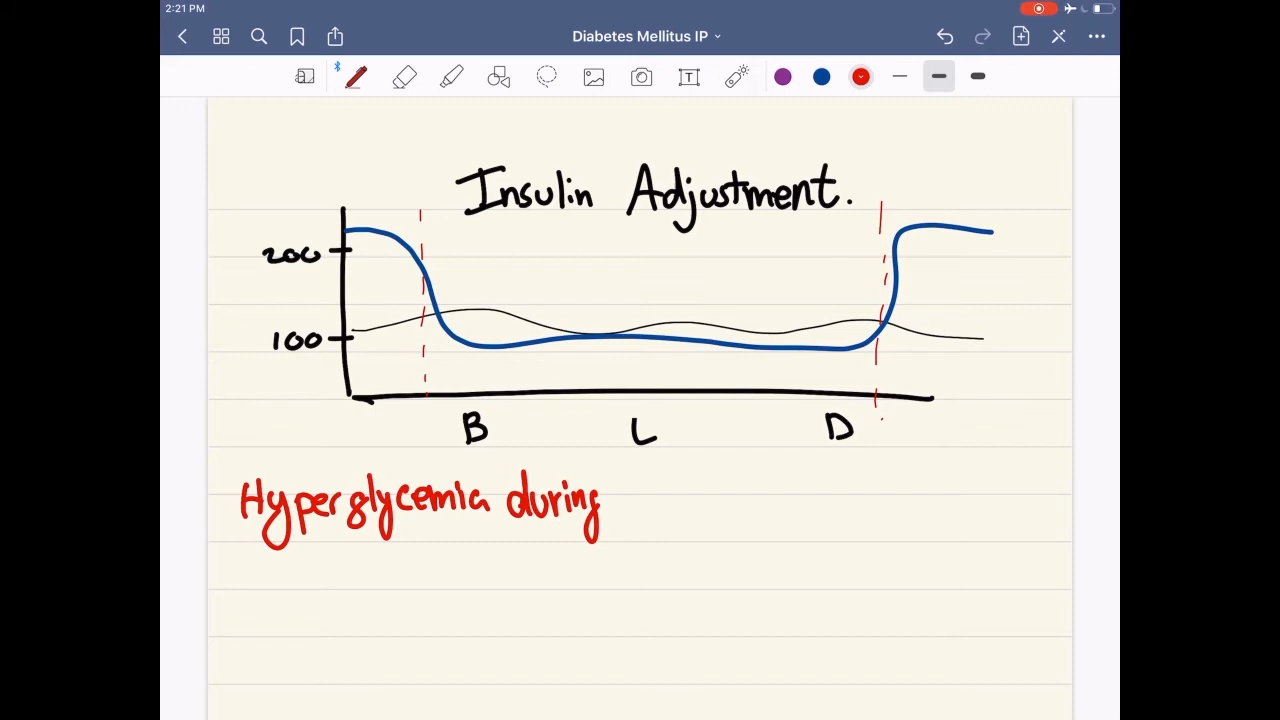 2:21 PM
Diabetes Mellitus IP
T
Insulin Adjustment.
200
100
B L D
Hyperglycemia during